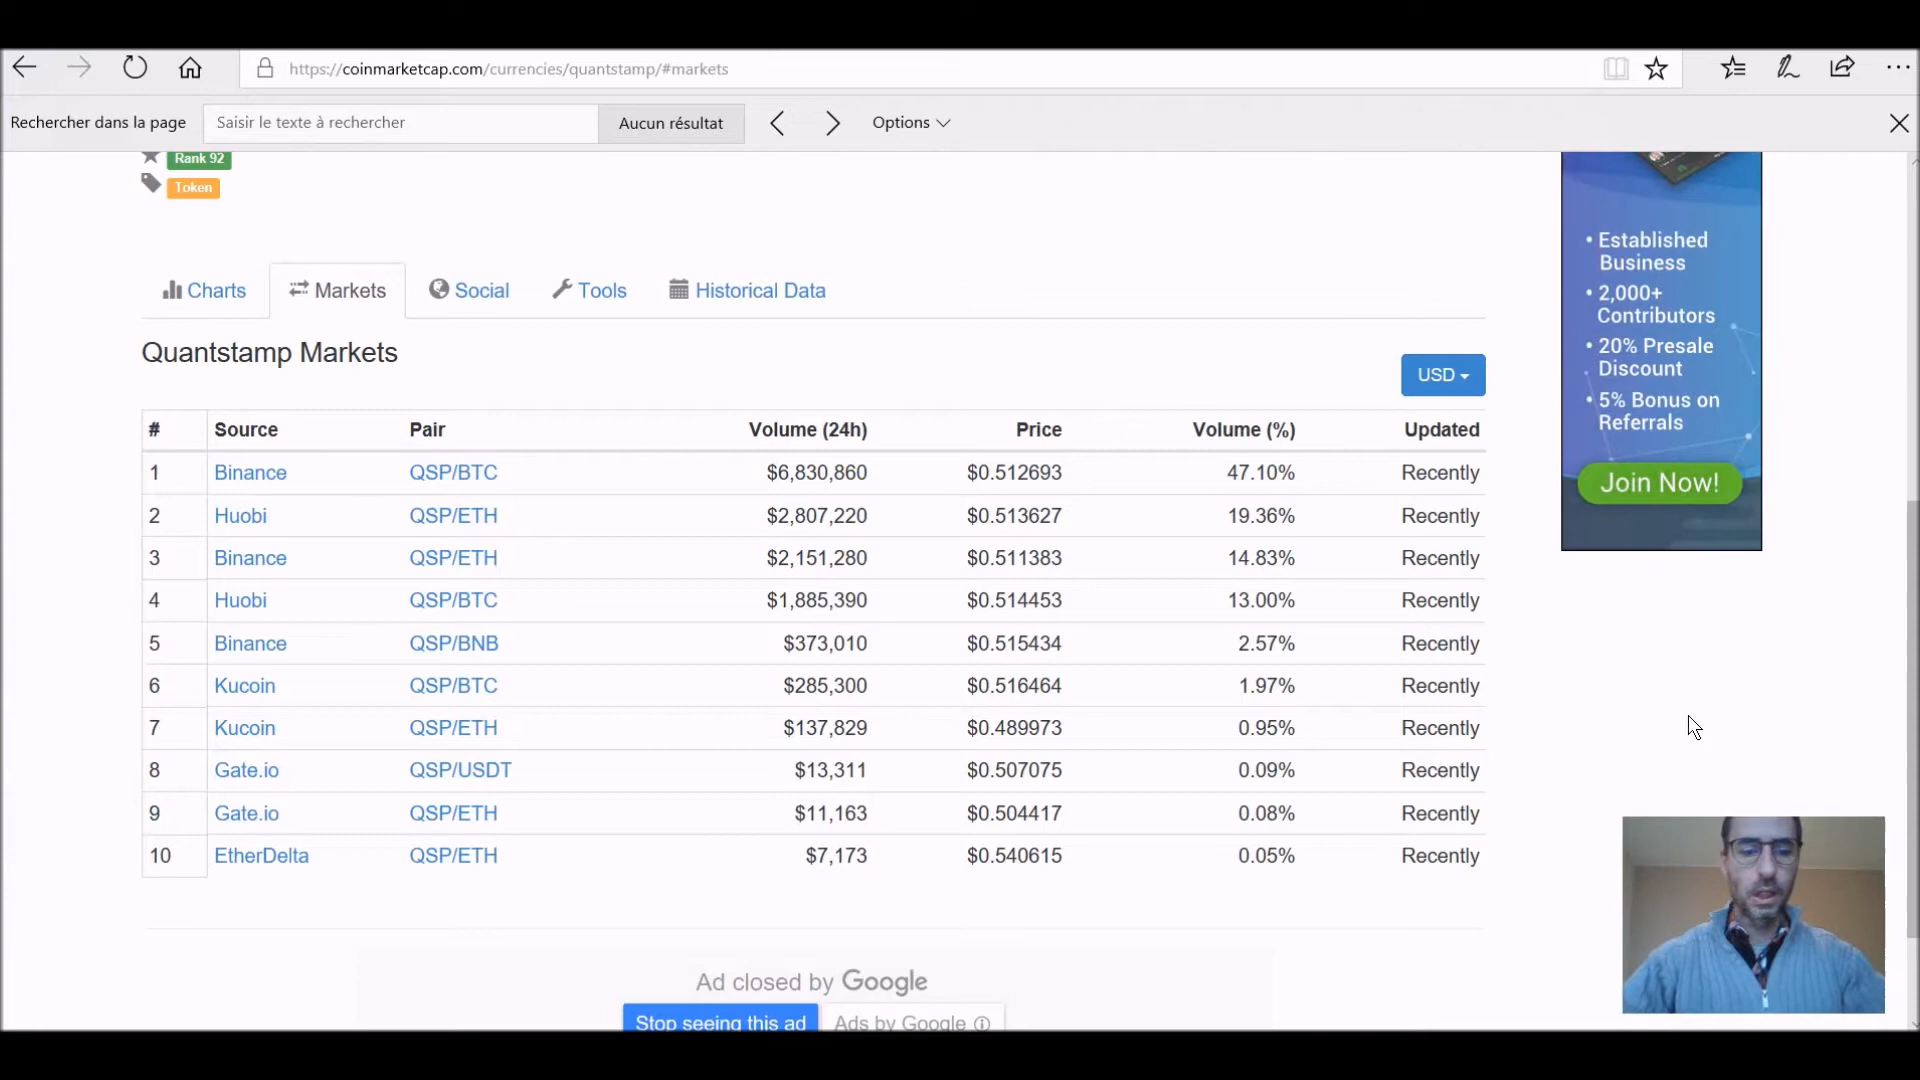 https://coinmarketcap.com/currencies/quantstamp/#markets
Rechercher dans la page Saisir le texte à rechercher Aucun résultat Options
Rank 92
Token
Charts Markets Social Tools Historical Data
Quantstamp Markets
USD
# Source Pair Volume (24h) Price Volume (%) Updated
1 Binance QSP/BTC $6,830,860 $0.512693 47.10% Recently
2 Huobi QSP/ETH $2,807,220 $0.513627 19.36% Recently
3 Binance QSP/ETH $2,151,280 $0.511383 14.83% Recently
4 Huobi QSP/BTC $1,885,390 $0.514453 13.00% Recently
5 Binance QSP/BNB $373,010 $0.515434 2.57% Recently
6 Kucoin QSP/BTC $285,300 $0.516464 1.97% Recently
7 Kucoin QSP/ETH $137,829 $0.489973 0.95% Recently
8 Gate.io QSP/USDT $13,311 $0.507075 0.09% Recently
9 Gate.io QSP/ETH $11,163 $0.504417 0.08% Recently
10 EtherDelta QSP/ETH $7,173 $0.540615 0.05% Recently
Ad closed by Google
Stop seeing this ad Ads by Google
• Established
Business
• 2,000+
Contributors
• 20% Presale
Discount
• 5% Bonus on
Referrals
Join Now!